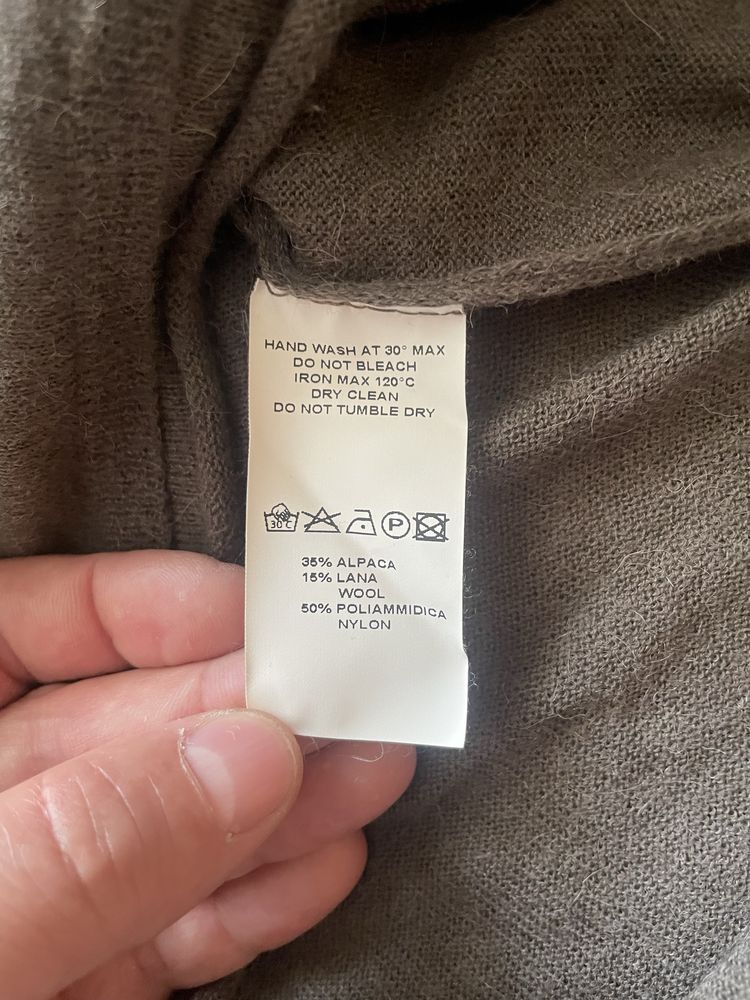 HAND WASH AT 30° MAX
DO NOT BLEACH
IRON MAX 120°C
DRY CLEAN
DO NOT TUMBLE DRY
30 C P
35% ALPACA
15% LANA
WOOL
50% POLIAMMIDICA
NYLON